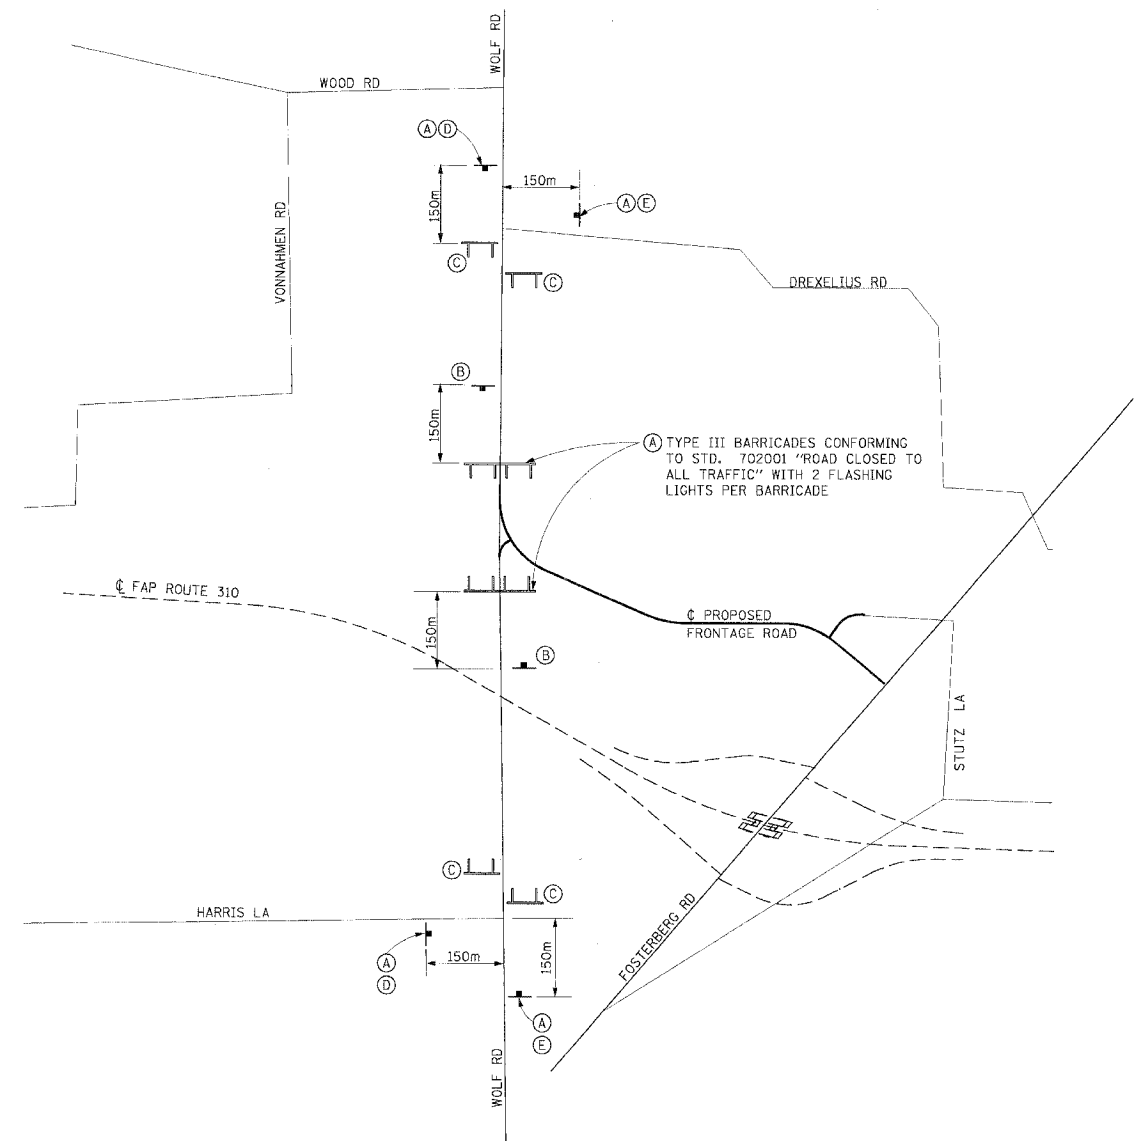 WOLF RD
WOOD RD
A D
150m
A E
150m
VONNAHMEN RD
C
C
DREXELIUS RD
B
150m
A TYPE III BARRICADES CONFORMING
TO STD. 702001 "ROAD CLOSED TO
ALL TRAFFIC" WITH 2 FLASHING
LIGHTS PER BARRICADE
℄ FAP ROUTE 310
℄ PROPOSED
FRONTAGE ROAD
150m
B
STUTZ LA
C
C
HARRIS LA
FOSTERBERG RD
150m
150m
A
D
A
E
WOLF RD